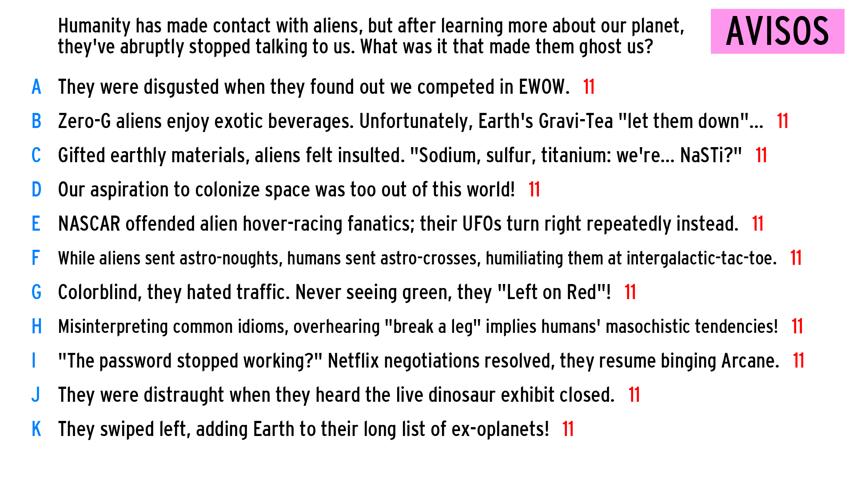 Humanity has made contact with aliens, but after learning more about our planet,
they've abruptly stopped talking to us. What was it that made them ghost us?
AVISOS
A They were disgusted when they found out we competed in EWOW. 11
B Zero-G aliens enjoy exotic beverages. Unfortunately, Earth's Gravi-Tea "let them down"... 11
C Gifted earthly materials, aliens felt insulted. "Sodium, sulfur, titanium: we're... NaSTi?" 11
D Our aspiration to colonize space was too out of this world! 11
E NASCAR offended alien hover-racing fanatics; their UFOs turn right repeatedly instead. 11
F While aliens sent astro-noughts, humans sent astro-crosses, humiliating them at intergalactic-tac-toe. 11
G Colorblind, they hated traffic. Never seeing green, they "Left on Red"! 11
H Misinterpreting common idioms, overhearing "break a leg" implies humans' masochistic tendencies! 11
I "The password stopped working?" Netflix negotiations resolved, they resume binging Arcane. 11
J They were distraught when they heard the live dinosaur exhibit closed. 11
K They swiped left, adding Earth to their long list of ex-oplanets! 11